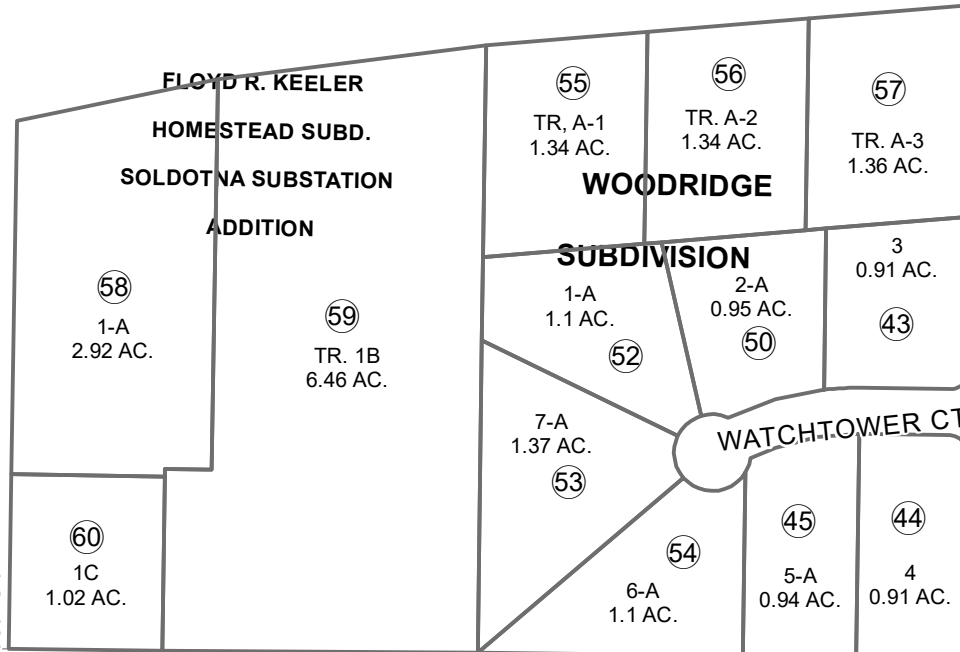 FLOYD R. KEELER
HOMESTEAD SUBD.
SOLDOTNA SUBSTATION
ADDITION
58
1-A
2.92 AC.
59
TR. 1B
6.46 AC.
60
1C
1.02 AC.
55
TR, A-1
1.34 AC.
56
TR. A-2
1.34 AC.
57
TR. A-3
1.36 AC.
WOODRIDGE
SUBDIVISION
1-A
1.1 AC.
52
2-A
0.95 AC.
50
3
0.91 AC.
43
7-A
1.37 AC.
53
WATCHTOWER CT
54
6-A
1.1 AC.
45
5-A
0.94 AC.
44
4
0.91 AC.